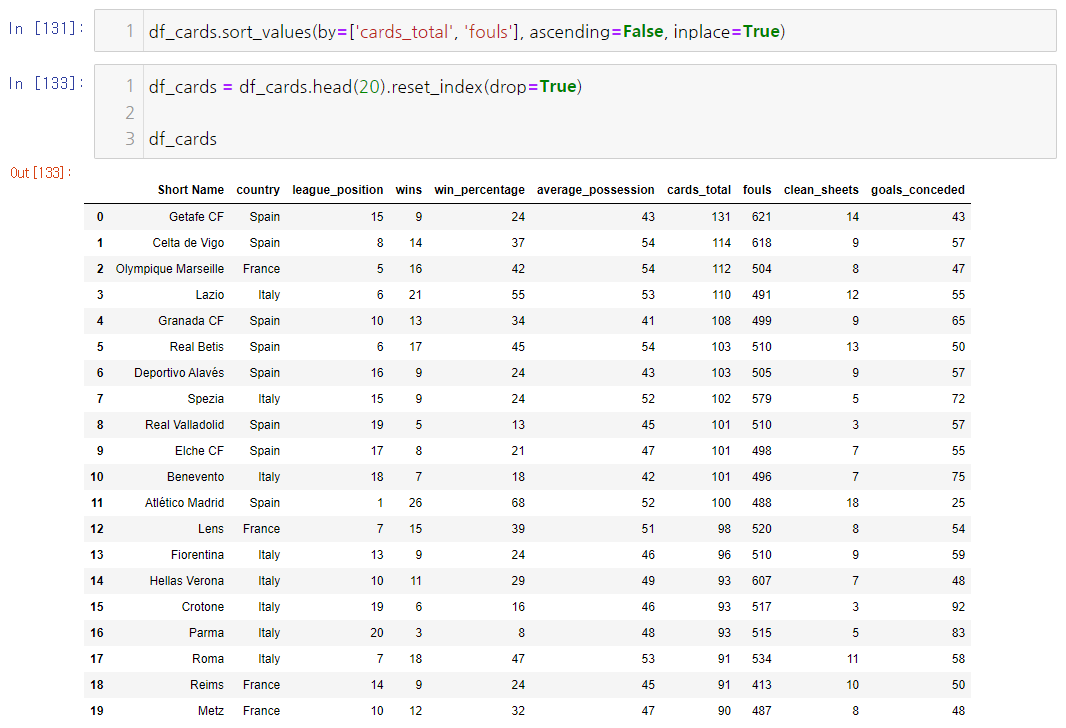 In [131]: 1 df_cards.sort_values(by=['cards_total', 'fouls'], ascending=False, inplace=True)
In [133]: 1 df_cards = df_cards.head(20).reset_index(drop=True)
2
3 df_cards
Out[133]:
Short Name country league_position wins win_percentage average_possession cards_total fouls clean_sheets goals_conceded
0 Getafe CF Spain 15 9 24 43 131 621 14 43
1 Celta de Vigo Spain 8 14 37 54 114 618 9 57
2 Olympique Marseille France 5 16 42 54 112 504 8 47
3 Lazio Italy 6 21 55 53 110 491 12 55
4 Granada CF Spain 10 13 34 41 108 499 9 65
5 Real Betis Spain 6 17 45 54 103 510 13 50
6 Deportivo Alavés Spain 16 9 24 43 103 505 9 57
7 Spezia Italy 15 9 24 52 102 579 5 72
8 Real Valladolid Spain 19 5 13 45 101 510 3 57
9 Elche CF Spain 17 8 21 47 101 498 7 55
10 Benevento Italy 18 7 18 42 101 496 7 75
11 Atlético Madrid Spain 1 26 68 52 100 488 18 25
12 Lens France 7 15 39 51 98 520 8 54
13 Fiorentina Italy 13 9 24 46 96 510 9 59
14 Hellas Verona Italy 10 11 29 49 93 607 7 48
15 Crotone Italy 19 6 16 46 93 517 3 92
16 Parma Italy 20 3 8 48 93 515 5 83
17 Roma Italy 7 18 47 53 91 534 11 58
18 Reims France 14 9 24 45 91 413 10 50
19 Metz France 10 12 32 47 90 487 8 48